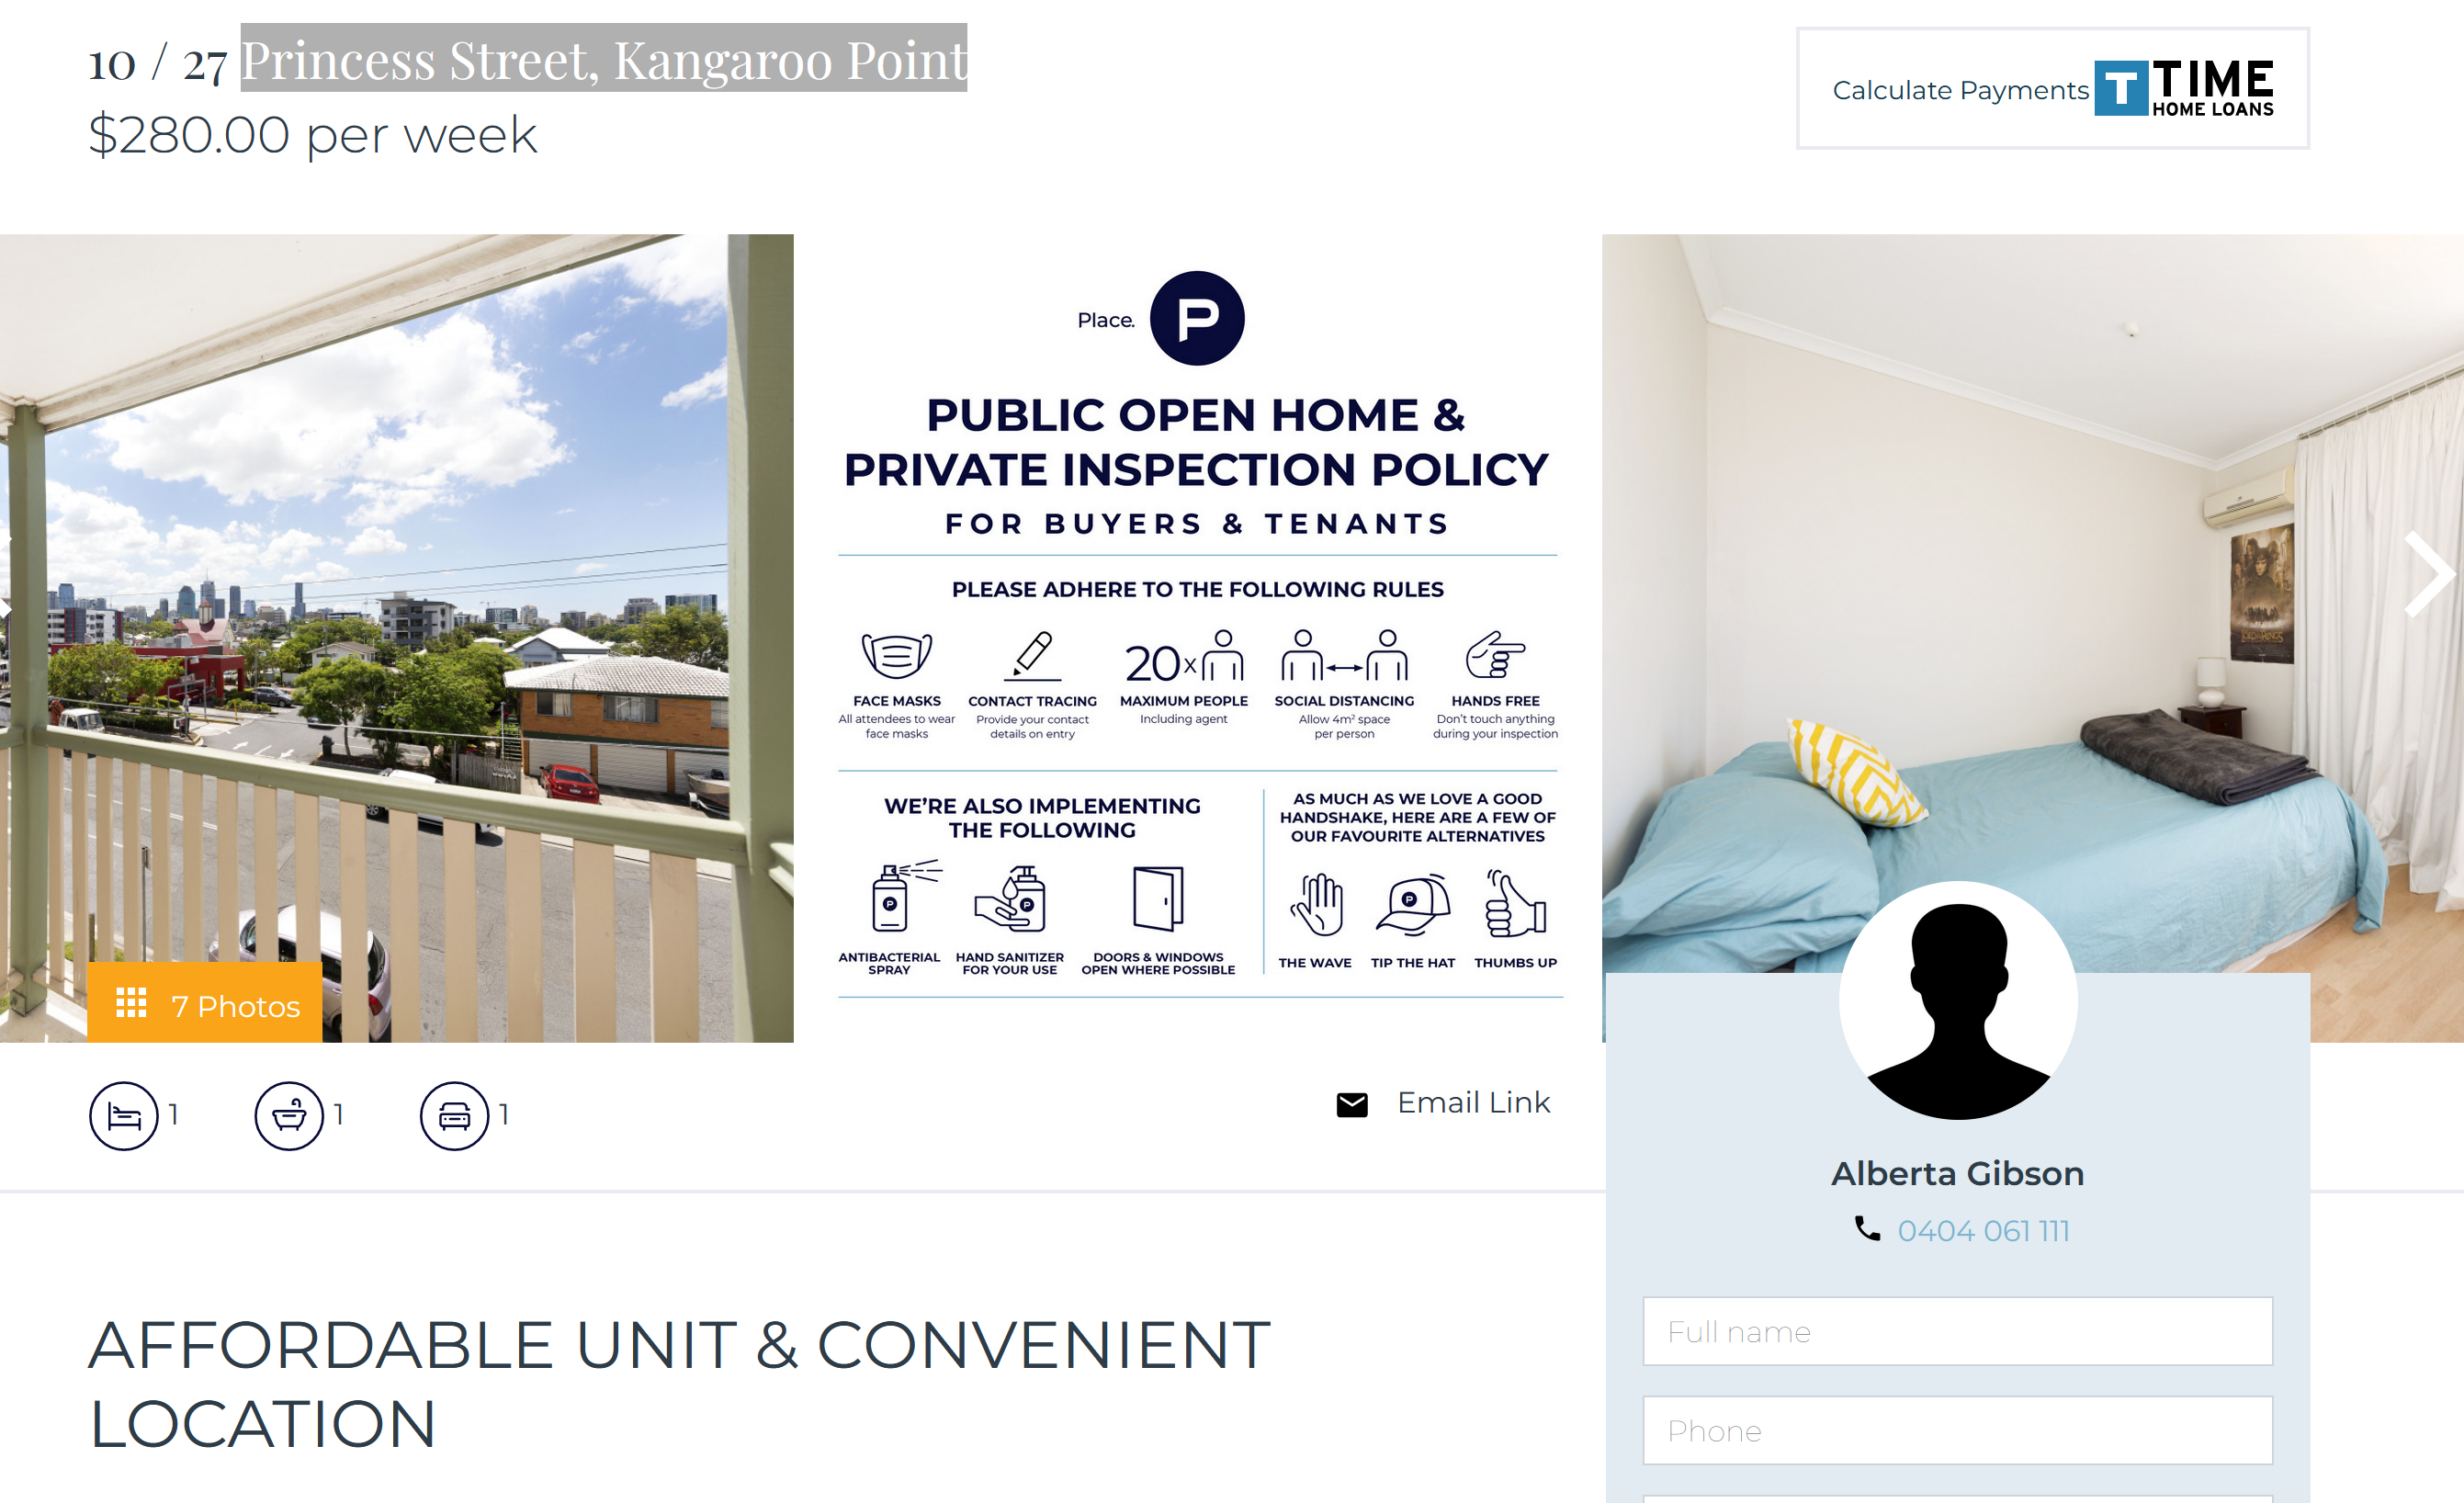 10 / 27 Princess Street, Kangaroo Point
$280.00 per week
Calculate Payments
T TIME
HOME LOANS
Place.
P
PUBLIC OPEN HOME &
PRIVATE INSPECTION POLICY
FOR BUYERS & TENANTS
PLEASE ADHERE TO THE FOLLOWING RULES
20x
FACE MASKS
All attendees to wear
face masks
CONTACT TRACING
Provide your contact
details on entry
MAXIMUM PEOPLE
Including agent
SOCIAL DISTANCING
Allow 4m² space
per person
HANDS FREE
Don't touch anything
during your inspection
WE'RE ALSO IMPLEMENTING
THE FOLLOWING
P
P
ANTIBACTERIAL
SPRAY
HAND SANITIZER
FOR YOUR USE
DOORS & WINDOWS
OPEN WHERE POSSIBLE
AS MUCH AS WE LOVE A GOOD
HANDSHAKE, HERE ARE A FEW OF
OUR FAVOURITE ALTERNATIVES
P
THE WAVE
TIP THE HAT
THUMBS UP
7 Photos
1
1
1
Email Link
Alberta Gibson
0404 061 111
Full name
Phone
AFFORDABLE UNIT & CONVENIENT
LOCATION